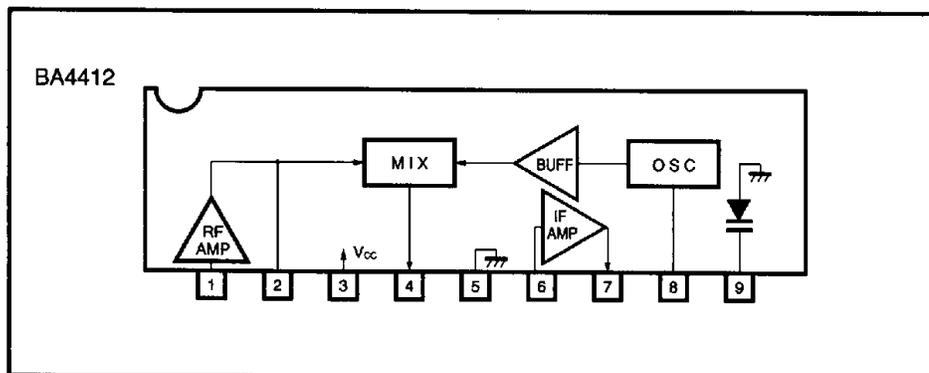 BA4412
MIX
BUFF
OSC
RF
AMP
IF
AMP
Vcc
1 2 3 4 5 6 7 8 9